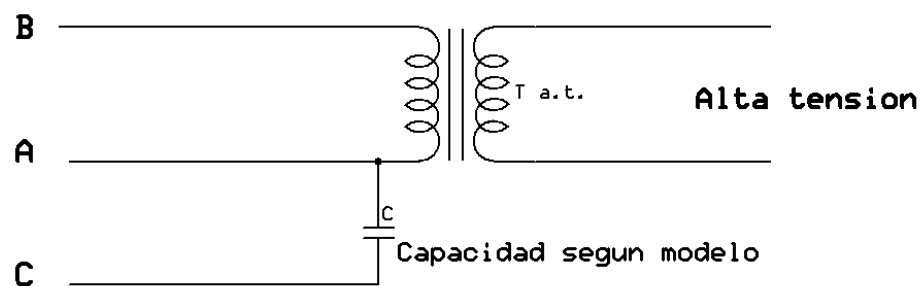 B
T a.t.
Alta tension
A
C
Capacidad segun modelo
C